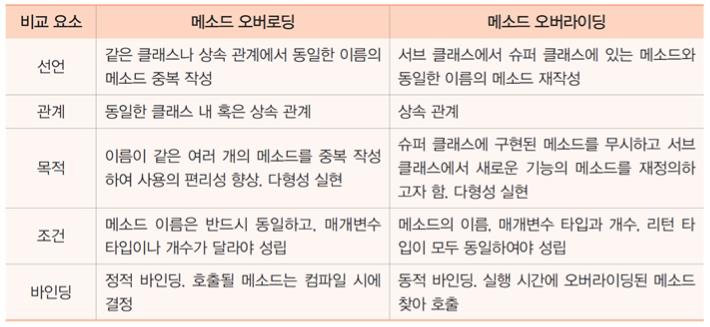 비교 요소 메소드 오버로딩 메소드 오버라이딩
선언
같은 클래스나 상속 관계에서 동일한 이름의
메소드 중복 작성
서브 클래스에서 슈퍼 클래스에 있는 메소드와
동일한 이름의 메소드 재작성
관계 동일한 클래스 내 혹은 상속 관계 상속 관계
목적
이름이 같은 여러 개의 메소드를 중복 작성
하여 사용의 편리성 향상. 다형성 실현
슈퍼 클래스에 구현된 메소드를 무시하고 서브
클래스에서 새로운 기능의 메소드를 재정의하
고자 함. 다형성 실현
조건
메소드 이름은 반드시 동일하고, 매개변수
타입이나 개수가 달라야 성립
메소드의 이름, 매개변수 타입과 개수, 리턴 타
입이 모두 동일하여야 성립
바인딩
정적 바인딩. 호출될 메소드는 컴파일 시에
결정
동적 바인딩. 실행 시간에 오버라이딩된 메소드
찾아 호출